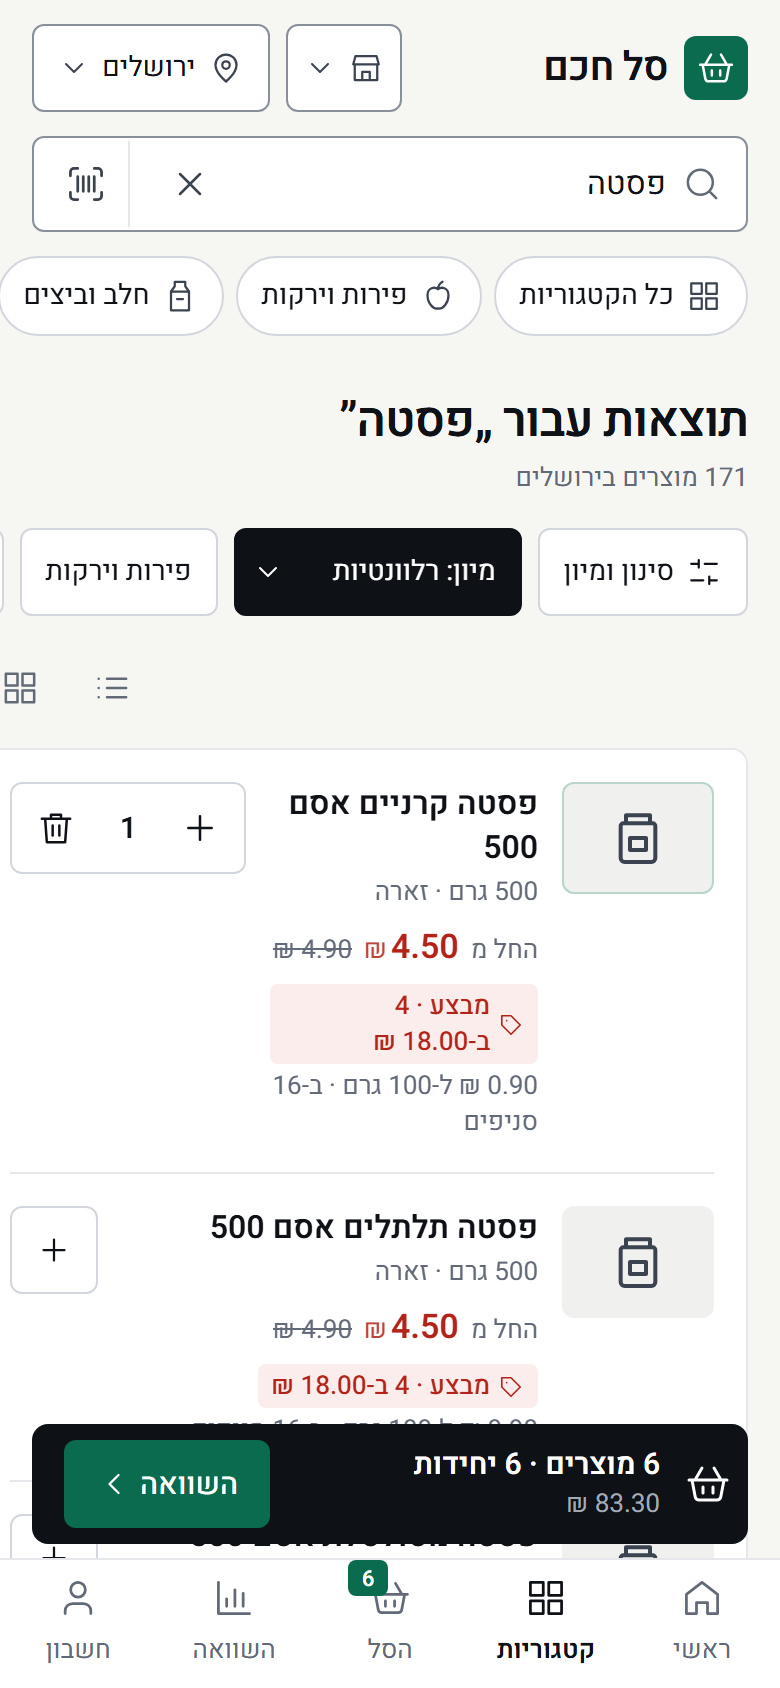 סל חכם
ירושלים
פסטה
כל הקטגוריות
פירות וירקות
חלב וביצים
תוצאות עבור „פסטה”
171 מוצרים בירושלים
סינון ומיון
מיון: רלוונטיות
פירות וירקות
פסטה קרניים אסם
500
500 גרם · זארה
החל מ 4.50 ₪ 4.90 ₪
מבצע · 4
ב-18.00 ₪
0.90 ₪ ל-100 גרם · ב-16
סניפים
1
פסטה תלתלים אסם 500
500 גרם · זארה
החל מ 4.50 ₪ 4.90 ₪
מבצע · 4 ב-18.00 ₪
6 מוצרים · 6 יחידות
83.30 ₪
השוואה
ראשי
קטגוריות
6
הסל
השוואה
חשבון